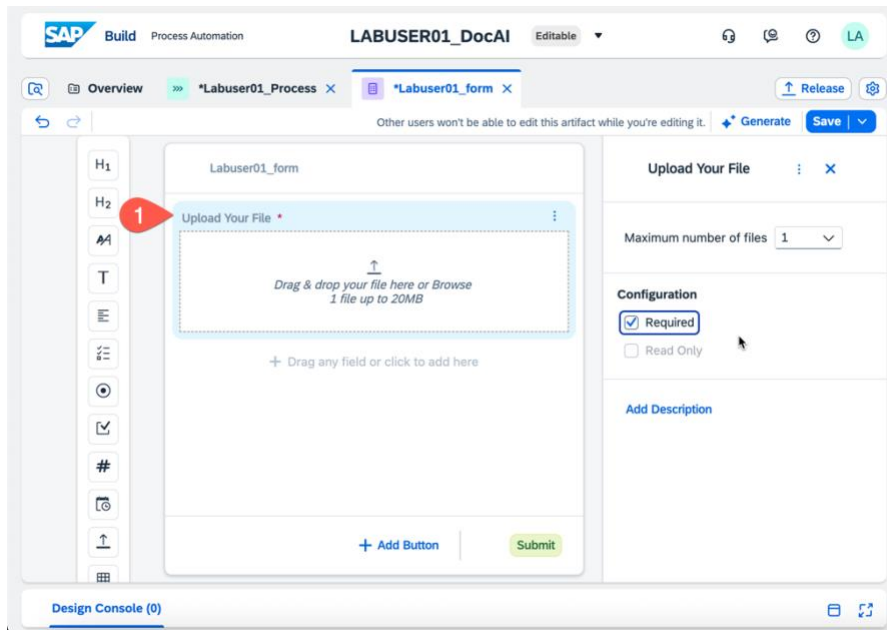 SAP Build Process Automation LABUSER01_DocAI Editable LA
Overview *Labuser01_Process *Labuser01_form Release
Other users won't be able to edit this artifact while you're editing it. Generate Save
H1
H2
T
#
1
Labuser01_form
Upload Your File *
Drag & drop your file here or Browse
1 file up to 20MB
+ Drag any field or click to add here
+ Add Button Submit
Upload Your File
Maximum number of files 1
Configuration
Required
Read Only
Add Description
Design Console (0)